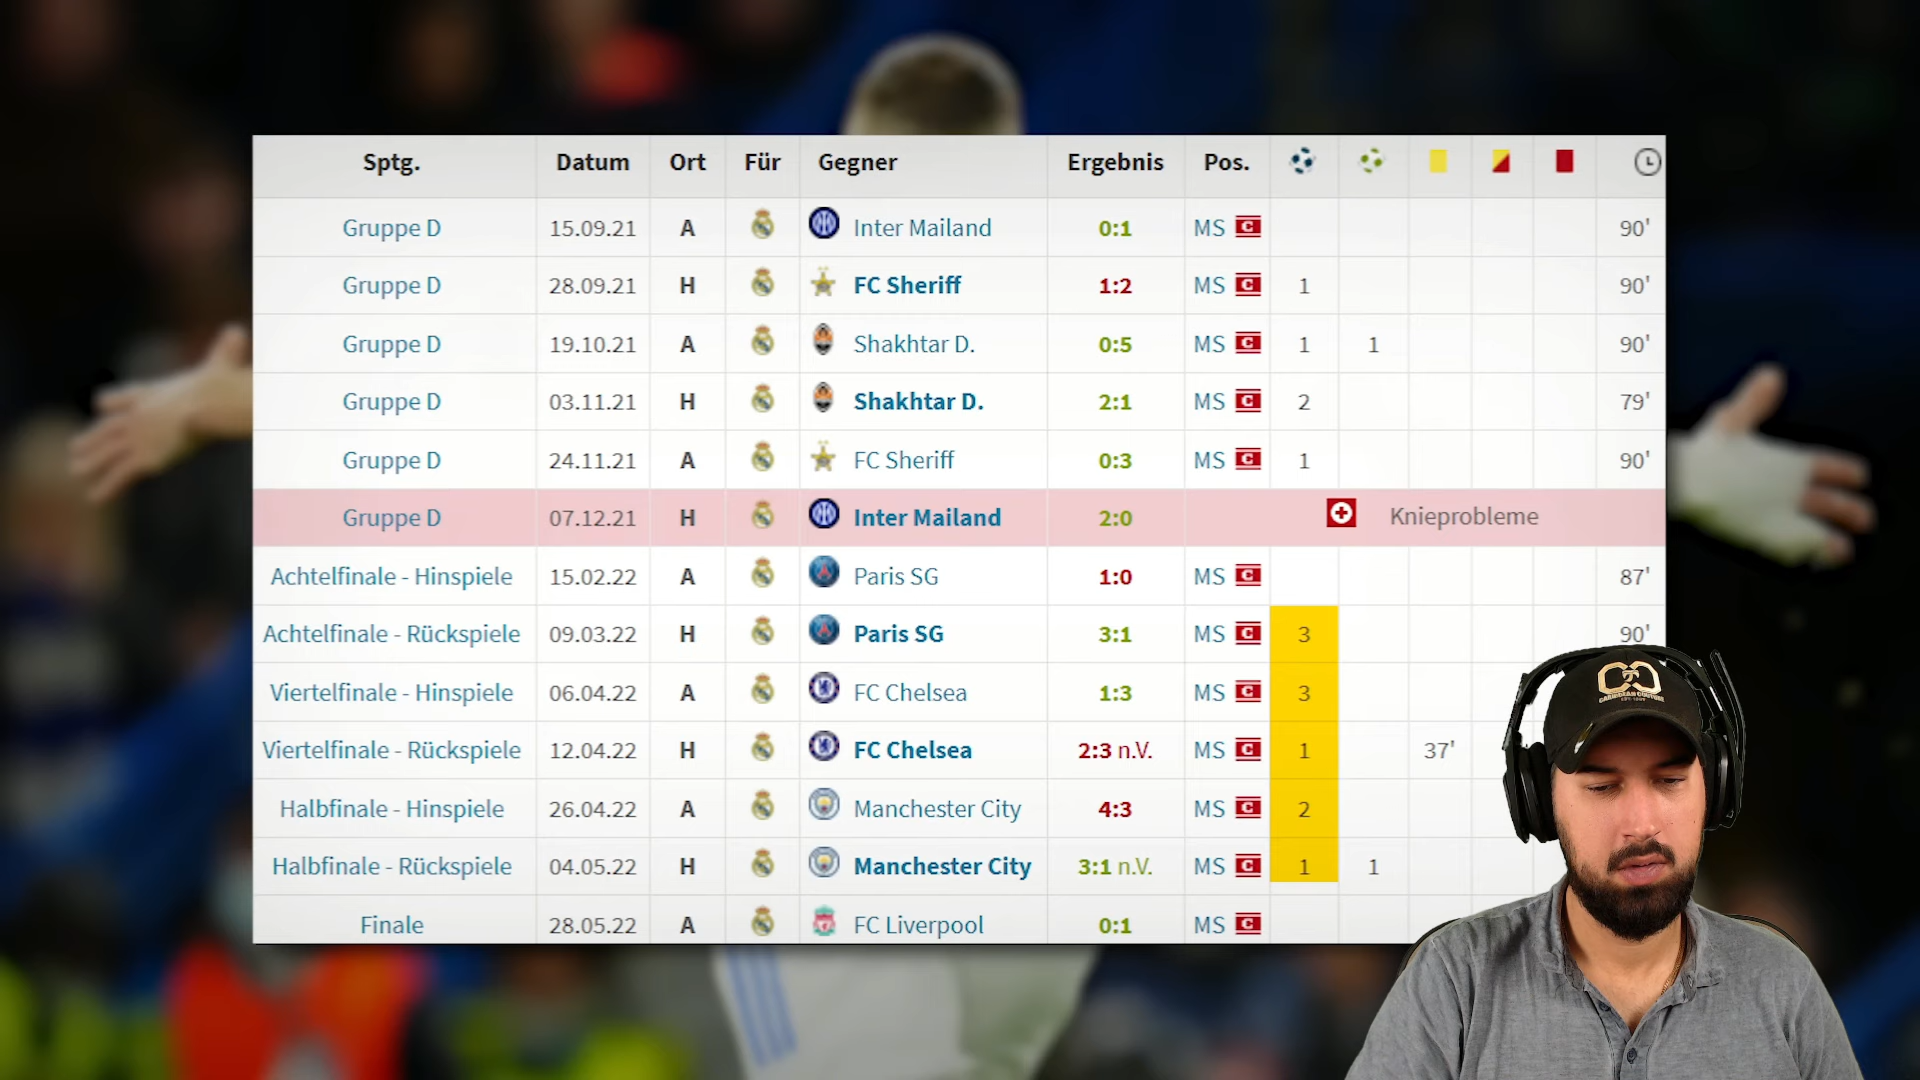 Sptg. Datum Ort Für Gegner Ergebnis Pos.
Gruppe D 15.09.21 A Inter Mailand 0:1 MS C 90'
Gruppe D 28.09.21 H FC Sheriff 1:2 MS C 1 90'
Gruppe D 19.10.21 A Shakhtar D. 0:5 MS C 1 1 90'
Gruppe D 03.11.21 H Shakhtar D. 2:1 MS C 2 79'
Gruppe D 24.11.21 A FC Sheriff 0:3 MS C 1 90'
Gruppe D 07.12.21 H Inter Mailand 2:0 Knieprobleme
Achtelfinale - Hinspiele 15.02.22 A Paris SG 1:0 MS C 87'
Achtelfinale - Rückspiele 09.03.22 H Paris SG 3:1 MS C 3 90'
Viertelfinale - Hinspiele 06.04.22 A FC Chelsea 1:3 MS C 3
Viertelfinale - Rückspiele 12.04.22 H FC Chelsea 2:3 n.V. MS C 1 37'
Halbfinale - Hinspiele 26.04.22 A Manchester City 4:3 MS C 2
Halbfinale - Rückspiele 04.05.22 H Manchester City 3:1 n.V. MS C 1 1
Finale 28.05.22 A FC Liverpool 0:1 MS C